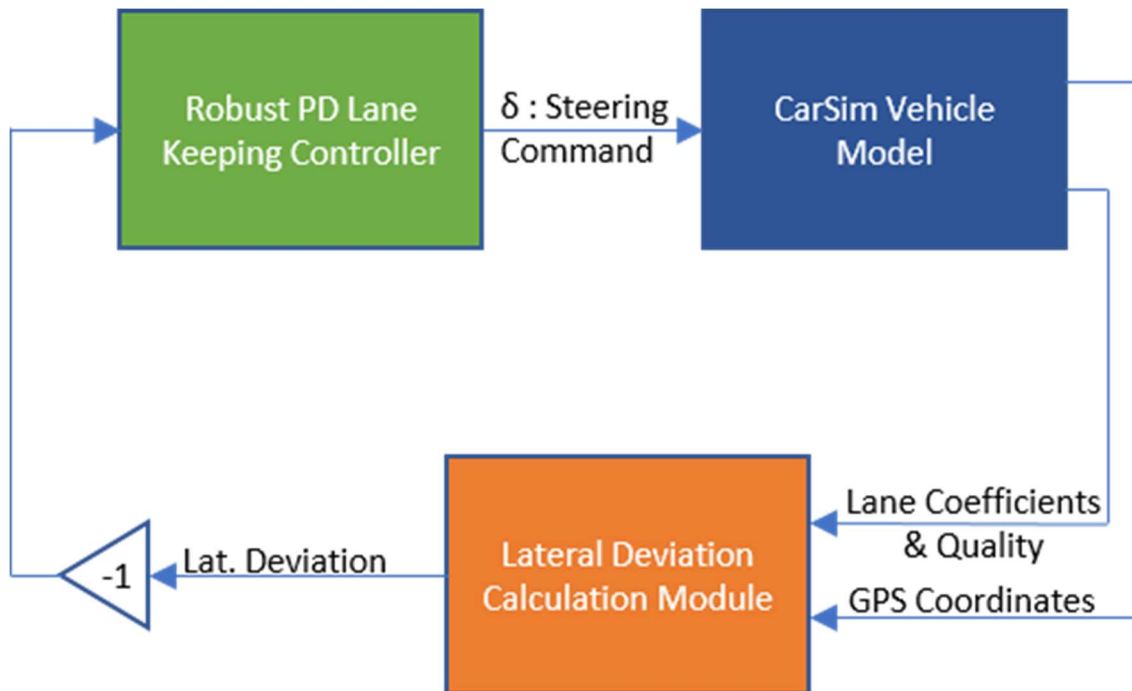 Robust PD Lane
Keeping Controller
δ : Steering
Command
CarSim Vehicle
Model
Lane Coefficients
& Quality
GPS Coordinates
Lateral Deviation
Calculation Module
Lat. Deviation
-1